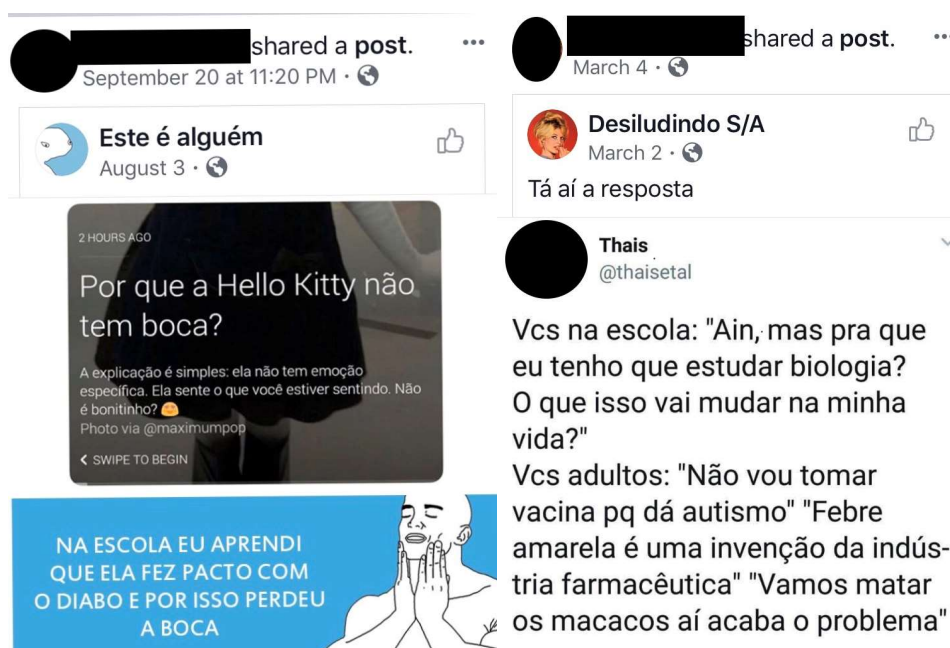 shared a post.
September 20 at 11:20 PM ·
Este é alguém
August 3 ·
2 HOURS AGO
Por que a Hello Kitty não
tem boca?
A explicação é simples: ela não tem emoção
específica. Ela sente o que você estiver sentindo. Não
é bonitinho? 😍
Photo via @maximumpop
< SWIPE TO BEGIN
NA ESCOLA EU APRENDI
QUE ELA FEZ PACTO COM
O DIABO E POR ISSO PERDEU
A BOCA
shared a post.
March 4 ·
Desiludindo S/A
March 2 ·
Tá aí a resposta
Thais
@thaisetal
Vcs na escola: "Ain, mas pra que
eu tenho que estudar biologia?
O que isso vai mudar na minha
vida?"
Vcs adultos: "Não vou tomar
vacina pq dá autismo" "Febre
amarela é uma invenção da indús-
tria farmacêutica" "Vamos matar
os macacos aí acaba o problema"